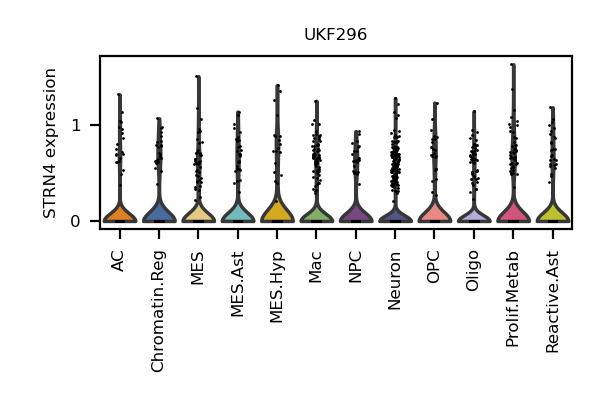 UKF296
STRN4 expression
1
0
AC
Chromatin.Reg
MES
MES.Ast
MES.Hyp
Mac
NPC
Neuron
OPC
Oligo
Prolif.Metab
Reactive.Ast